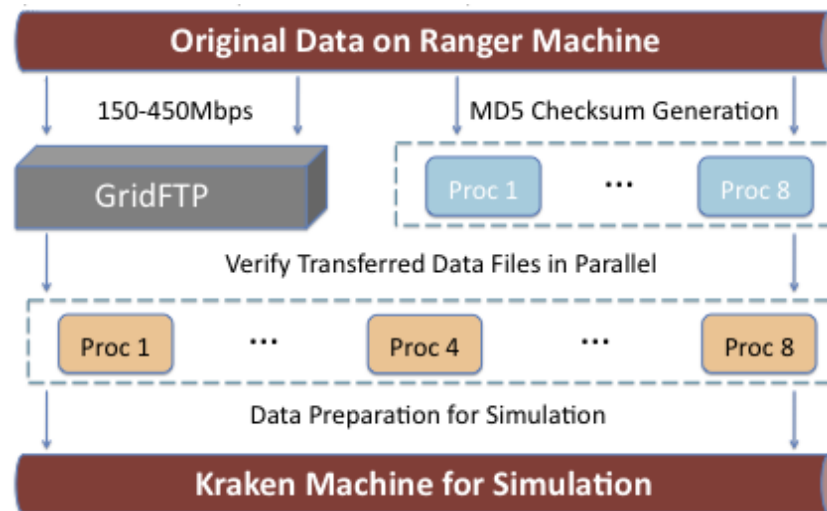 Original Data on Ranger Machine
150-450Mbps
MD5 Checksum Generation
GridFTP
Proc 1 ... Proc 8
Verify Transferred Data Files in Parallel
Proc 1 ... Proc 4 ... Proc 8
Data Preparation for Simulation
Kraken Machine for Simulation